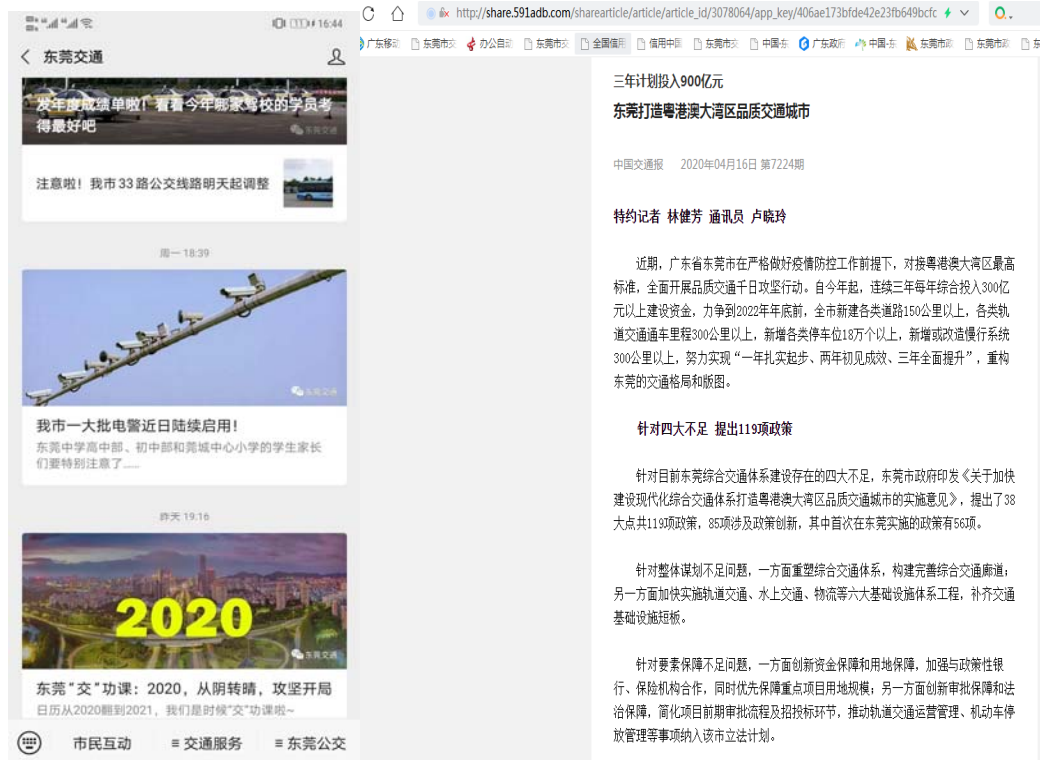 16:44
东莞交通
发年度成绩单啦！看看今年哪家驾校的学员考
得最好吧
东莞交通
注意啦！我市33路公交线路明天起调整
周一 18:39
东莞交通
我市一大批电警近日陆续启用！
东莞中学高中部、初中部和莞城中心小学的学生家长
们要特别注意了……
昨天 19:16
2020
东莞交通
东莞“交”功课：2020，从阴转晴，攻坚开局
日历从2020翻到2021，我们是时候“交”功课啦~
市民互动
交通服务
东莞公交
http://share.591adb.com/sharearticle/article/article_id/3078064/app_key/406ae173bfde42e23fb649bcfc
广东移动
东莞市交
办公自动
东莞市交
全国信用
信用中国
东莞市交
中国·东
广东政府
中国·东
东莞市政
东莞市政
三年计划投入900亿元
东莞打造粤港澳大湾区品质交通城市
中国交通报 2020年04月16日 第7224期
特约记者 林健芳 通讯员 卢晓玲
近期，广东省东莞市在严格做好疫情防控工作前提下，对接粤港澳大湾区最高
标准，全面开展品质交通千日攻坚行动。自今年起，连续三年每年综合投入300亿
元以上建设资金，力争到2022年年底前，全市新建各类道路150公里以上，各类轨
道交通通车里程300公里以上，新增各类停车位18万个以上，新增或改造慢行系统
300公里以上，努力实现“一年扎实起步、两年初见成效、三年全面提升”，重构
东莞的交通格局和版图。
针对四大不足 提出119项政策
针对目前东莞综合交通体系建设存在的四大不足，东莞市政府印发《关于加快
建设现代化综合交通体系打造粤港澳大湾区品质交通城市的实施意见》，提出了38
大点共119项政策，85项涉及政策创新，其中首次在东莞实施的政策有56项。
针对整体谋划不足问题，一方面重塑综合交通体系，构建完善综合交通廊道；
另一方面加快实施轨道交通、水上交通、物流等六大基础设施体系工程，补齐交通
基础设施短板。
针对要素保障不足问题，一方面创新资金保障和用地保障，加强与政策性银
行、保险机构合作，同时优先保障重点项目用地规模；另一方面创新审批保障和法
治保障，简化项目前期审批流程及招投标环节，推动轨道交通运营管理、机动车停
放管理等事项纳入该市立法计划。